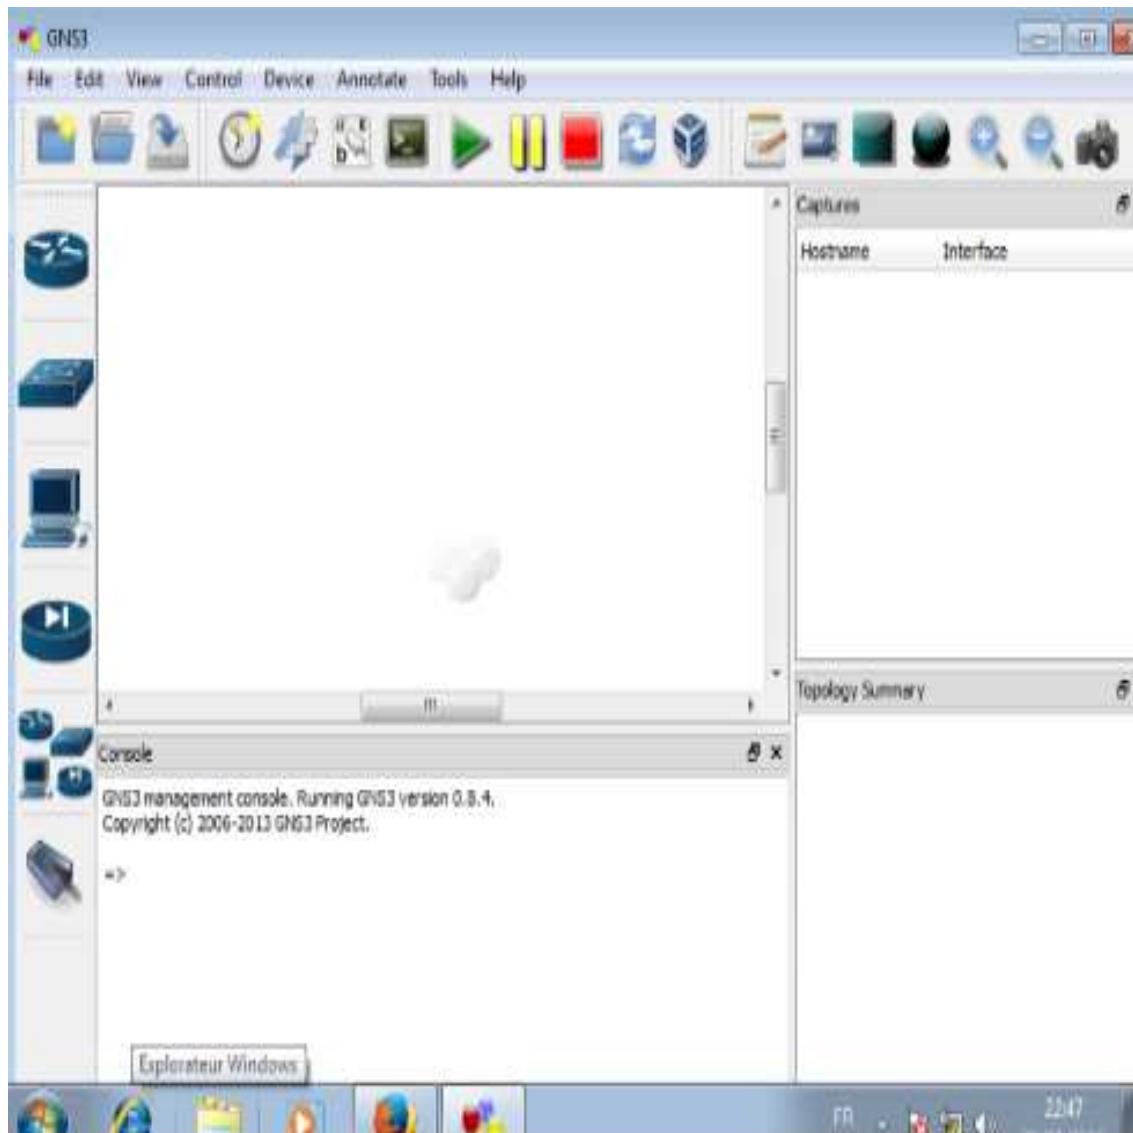 GNS3
File Edit View Control Device Annotate Tools Help
Captures
Hostname Interface
Topology Summary
Console
GNS3 management console. Running GNS3 version 0.8.4.
Copyright (c) 2006-2013 GNS3 Project.
=>
Explorateur Windows
FR
22:47